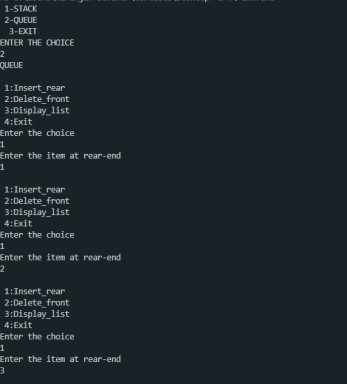 1-STACK
2-QUEUE
3-EXIT
ENTER THE CHOICE
2
QUEUE
1:Insert_rear
2:Delete_front
3:Display_list
4:Exit
Enter the choice
1
Enter the item at rear-end
1
1:Insert_rear
2:Delete_front
3:Display_list
4:Exit
Enter the choice
1
Enter the item at rear-end
2
1:Insert_rear
2:Delete_front
3:Display_list
4:Exit
Enter the choice
1
Enter the item at rear-end
3